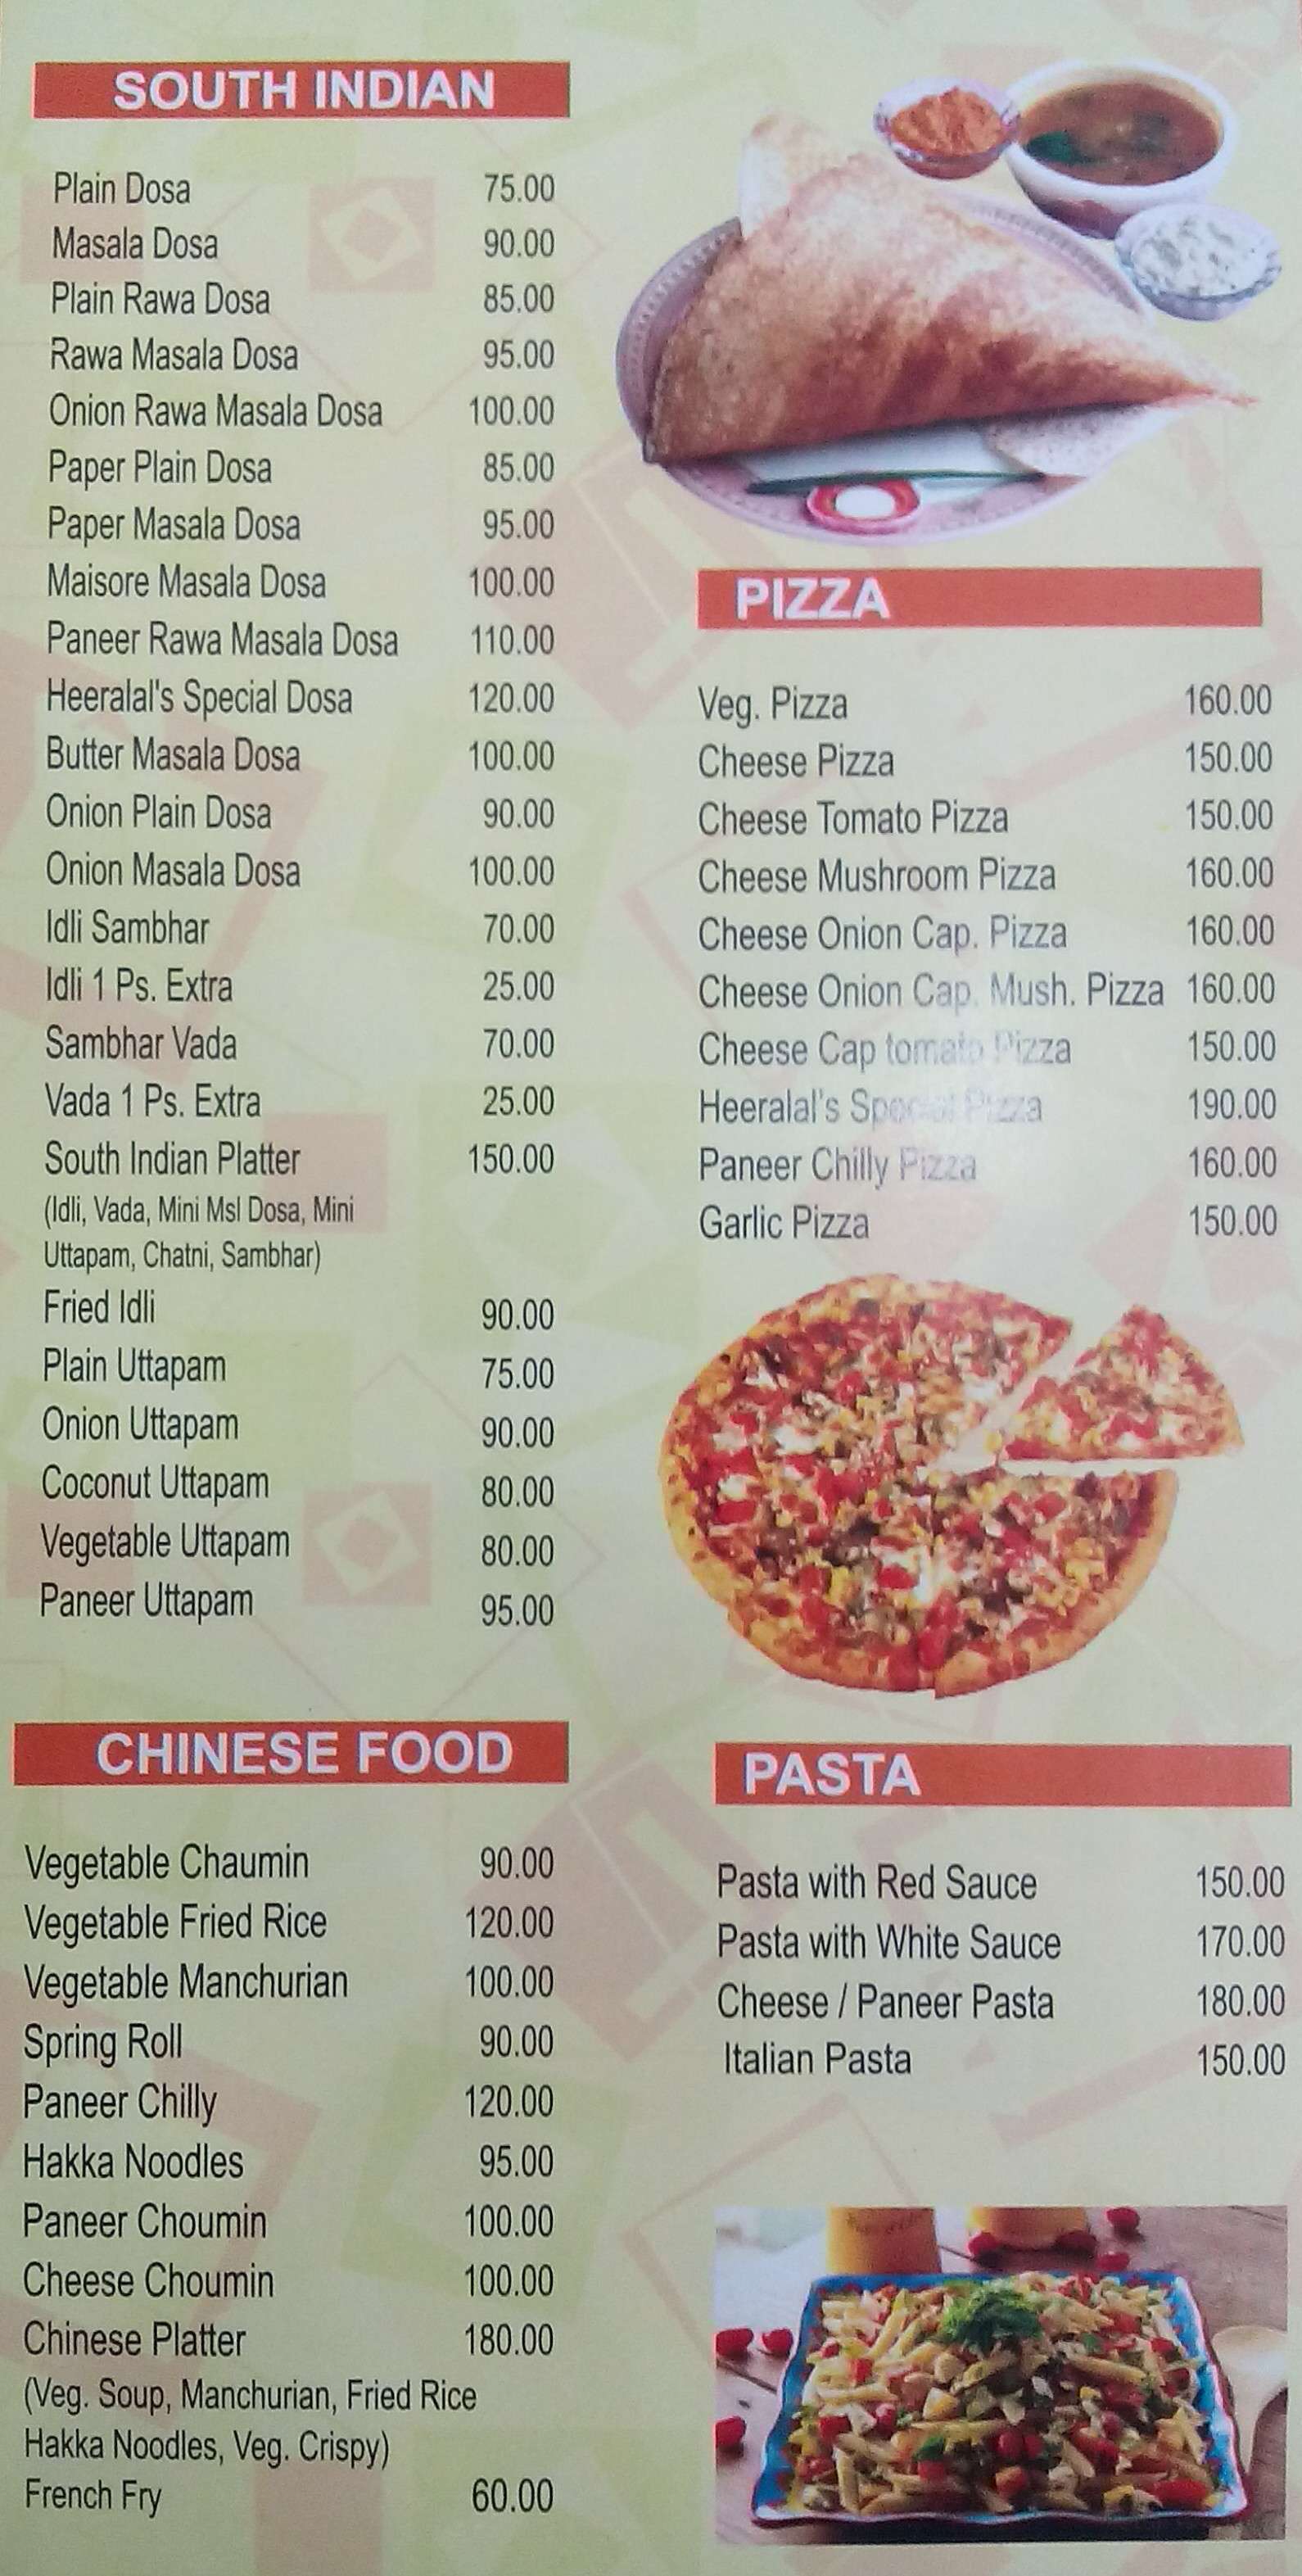 SOUTH INDIAN
Plain Dosa 75.00
Masala Dosa 90.00
Plain Rawa Dosa 85.00
Rawa Masala Dosa 95.00
Onion Rawa Masala Dosa 100.00
Paper Plain Dosa 85.00
Paper Masala Dosa 95.00
Maisore Masala Dosa 100.00
Paneer Rawa Masala Dosa 110.00
Heeralal's Special Dosa 120.00
Butter Masala Dosa 100.00
Onion Plain Dosa 90.00
Onion Masala Dosa 100.00
Idli Sambhar 70.00
Idli 1 Ps. Extra 25.00
Sambhar Vada 70.00
Vada 1 Ps. Extra 25.00
South Indian Platter 150.00
(Idli, Vada, Mini Msl Dosa, Mini
Uttapam, Chatni, Sambhar)
Fried Idli 90.00
Plain Uttapam 75.00
Onion Uttapam 90.00
Coconut Uttapam 80.00
Vegetable Uttapam 80.00
Paneer Uttapam 95.00
CHINESE FOOD
Vegetable Chaumin 90.00
Vegetable Fried Rice 120.00
Vegetable Manchurian 100.00
Spring Roll 90.00
Paneer Chilly 120.00
Hakka Noodles 95.00
Paneer Choumin 100.00
Cheese Choumin 100.00
Chinese Platter 180.00
(Veg. Soup, Manchurian, Fried Rice
Hakka Noodles, Veg. Crispy)
French Fry 60.00
PIZZA
Veg. Pizza 160.00
Cheese Pizza 150.00
Cheese Tomato Pizza 150.00
Cheese Mushroom Pizza 160.00
Cheese Onion Cap. Pizza 160.00
Cheese Onion Cap. Mush. Pizza 160.00
Cheese Cap tomato Pizza 150.00
Heeralal's Special Pizza 190.00
Paneer Chilly Pizza 160.00
Garlic Pizza 150.00
PASTA
Pasta with Red Sauce 150.00
Pasta with White Sauce 170.00
Cheese / Paneer Pasta 180.00
Italian Pasta 150.00